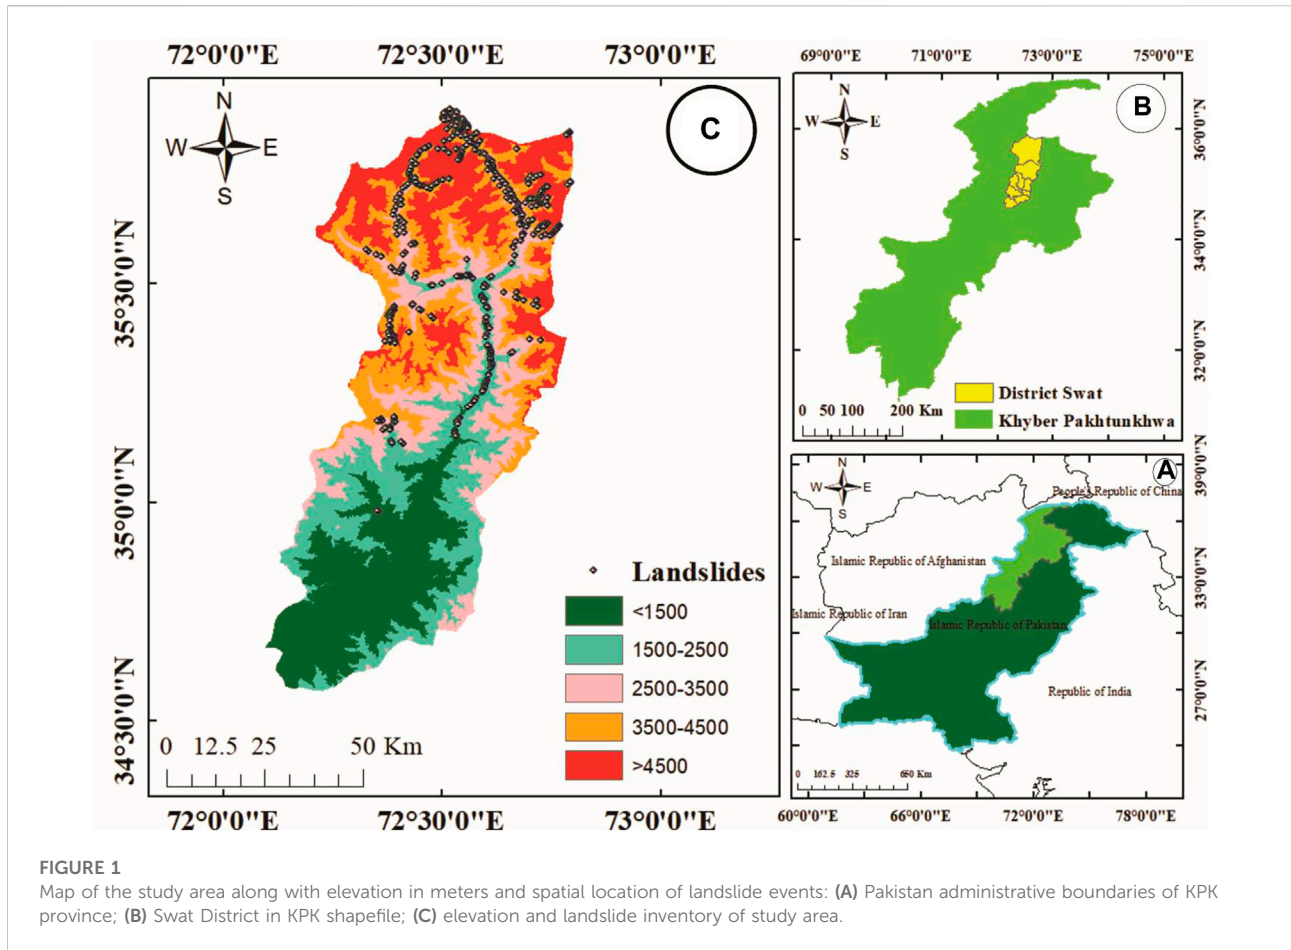 72°0'0"E
72°30'0"E
73°0'0"E
N
W
E
S
C
35°30'0"N
35°0'0"N
34°30'0"N
Landslides
<1500
1500-2500
2500-3500
3500-4500
>4500
0 12.5 25 50 Km
72°0'0"E
72°30'0"E
73°0'0"E
69°0'0"E
71°0'0"E
73°0'0"E
75°0'0"E
N
W
E
S
B
36°0'0"N
34°0'0"N
32°0'0"N
District Swat
Khyber Pakhtunkhwa
0 50 100 200 Km
N
W
E
S
A
People's Republic of China
Islamic Republic of Afghanistan
Islamic Republic of Iran
Islamic Republic of Pakistan
Republic of India
39°0'0"N
33°0'0"N
27°0'0"N
0 162.5 325 650 Km
60°0'0"E
66°0'0"E
72°0'0"E
78°0'0"E
FIGURE 1
Map of the study area along with elevation in meters and spatial location of landslide events: (A) Pakistan administrative boundaries of KPK
province; (B) Swat District in KPK shapefile; (C) elevation and landslide inventory of study area.